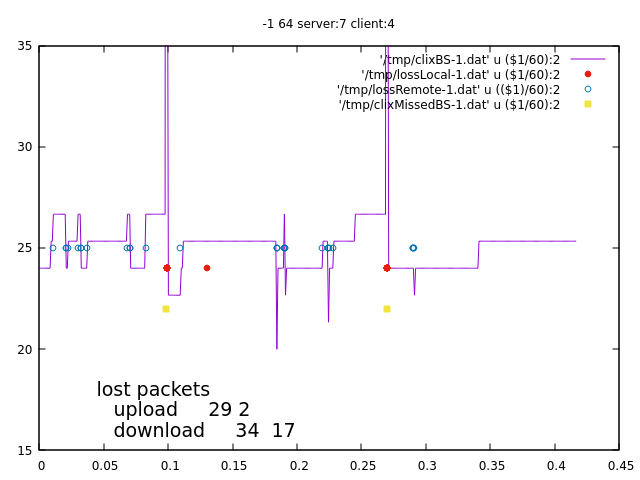 -1 64 server:7 client:4
35
'/tmp/clixBS-1.dat' u ($1/60):2
'/tmp/lossLocal-1.dat' u ($1/60):2
'/tmp/lossRemote-1.dat' u (($1)/60):2
'/tmp/clixMissedBS-1.dat' u ($1/60):2
30
25
20
lost packets
upload 29 2
download 34 17
15
0 0.05 0.1 0.15 0.2 0.25 0.3 0.35 0.4 0.45